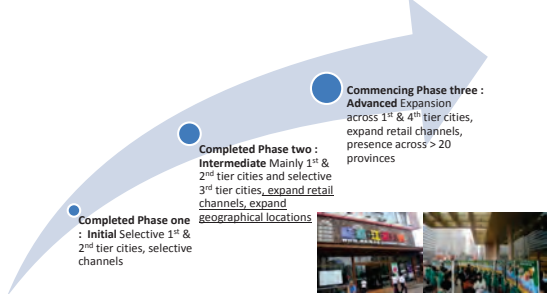 Commencing Phase three :
Advanced Expansion
across 1st & 4th tier cities,
expand retail channels,
presence across > 20
provinces
Completed Phase two :
Intermediate Mainly 1st &
2nd tier cities and selective
3rd tier cities, expand retail
channels, expand
geographical locations
Completed Phase one
: Initial Selective 1st &
2nd tier cities, selective
channels